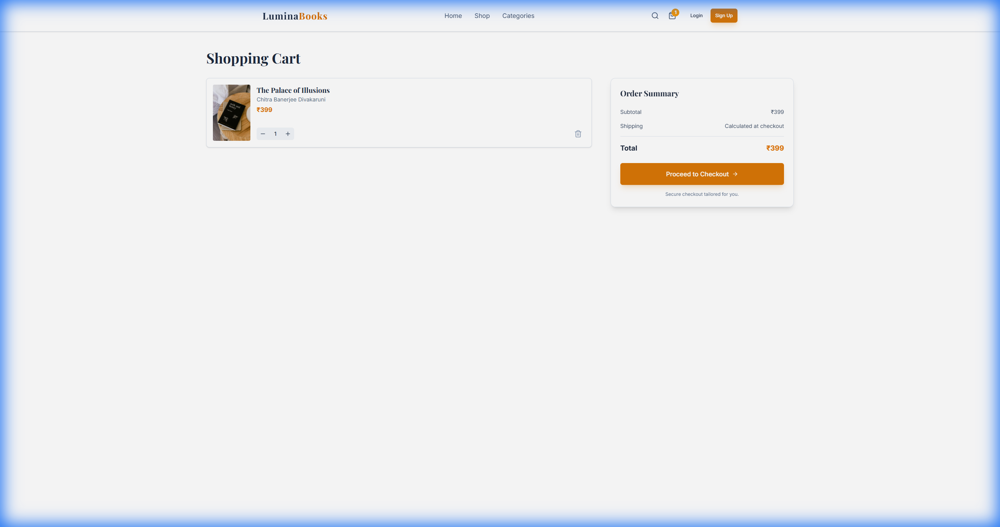 LuminaBooks
Home
Shop
Categories
1
Login
Sign Up
Shopping Cart
milk and
honey
The Palace of Illusions
Chitra Banerjee Divakaruni
₹399
1
Order Summary
Subtotal
₹399
Shipping
Calculated at checkout
Total
₹399
Proceed to Checkout →
Secure checkout tailored for you.